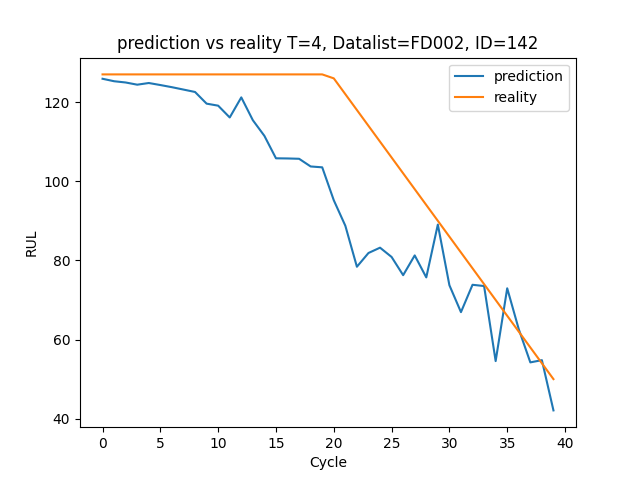 prediction vs reality T=4, Datalist=FD002, ID=142
prediction
reality
120
100
80
60
40
RUL
0 5 10 15 20 25 30 35 40
Cycle